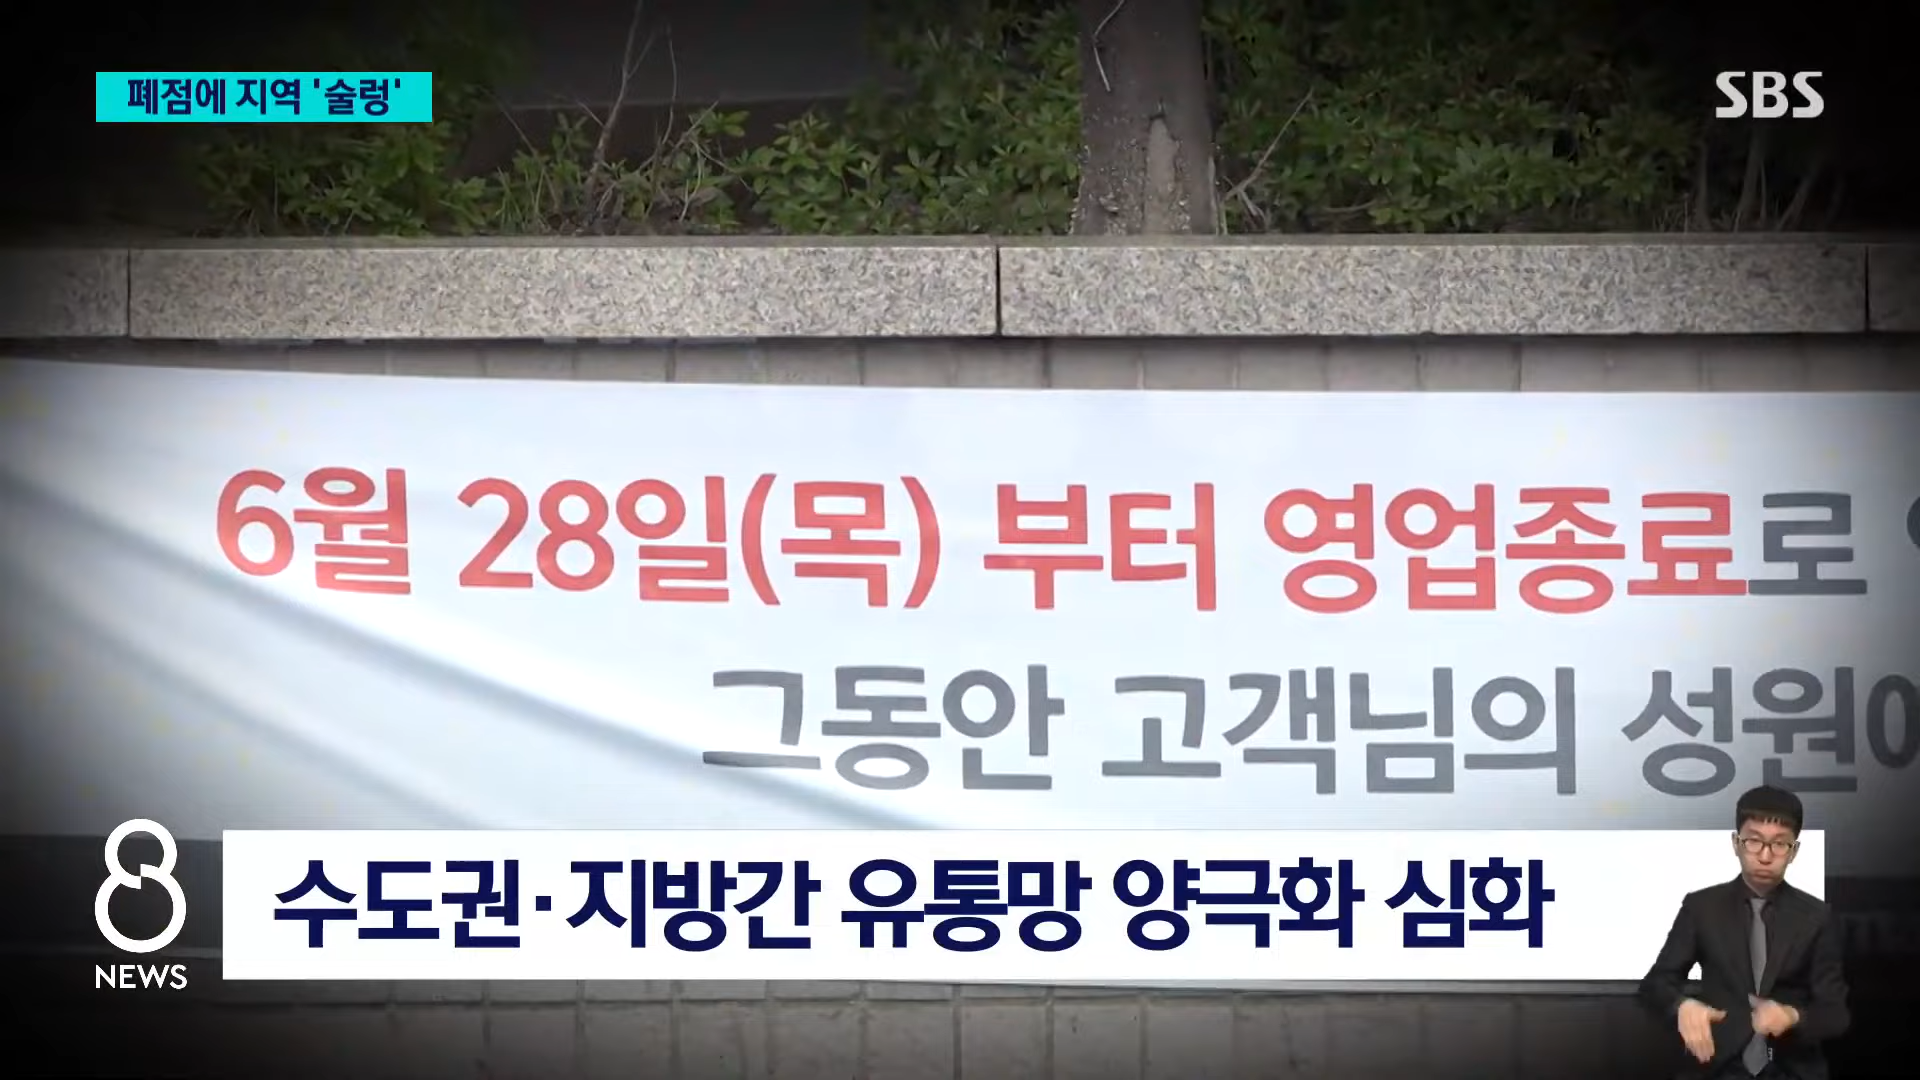 폐점에 지역 '술렁'
SBS
6월 28일(목) 부터 영업종료로
그동안 고객님의 성원에
8
NEWS
수도권·지방간 유통망 양극화 심화